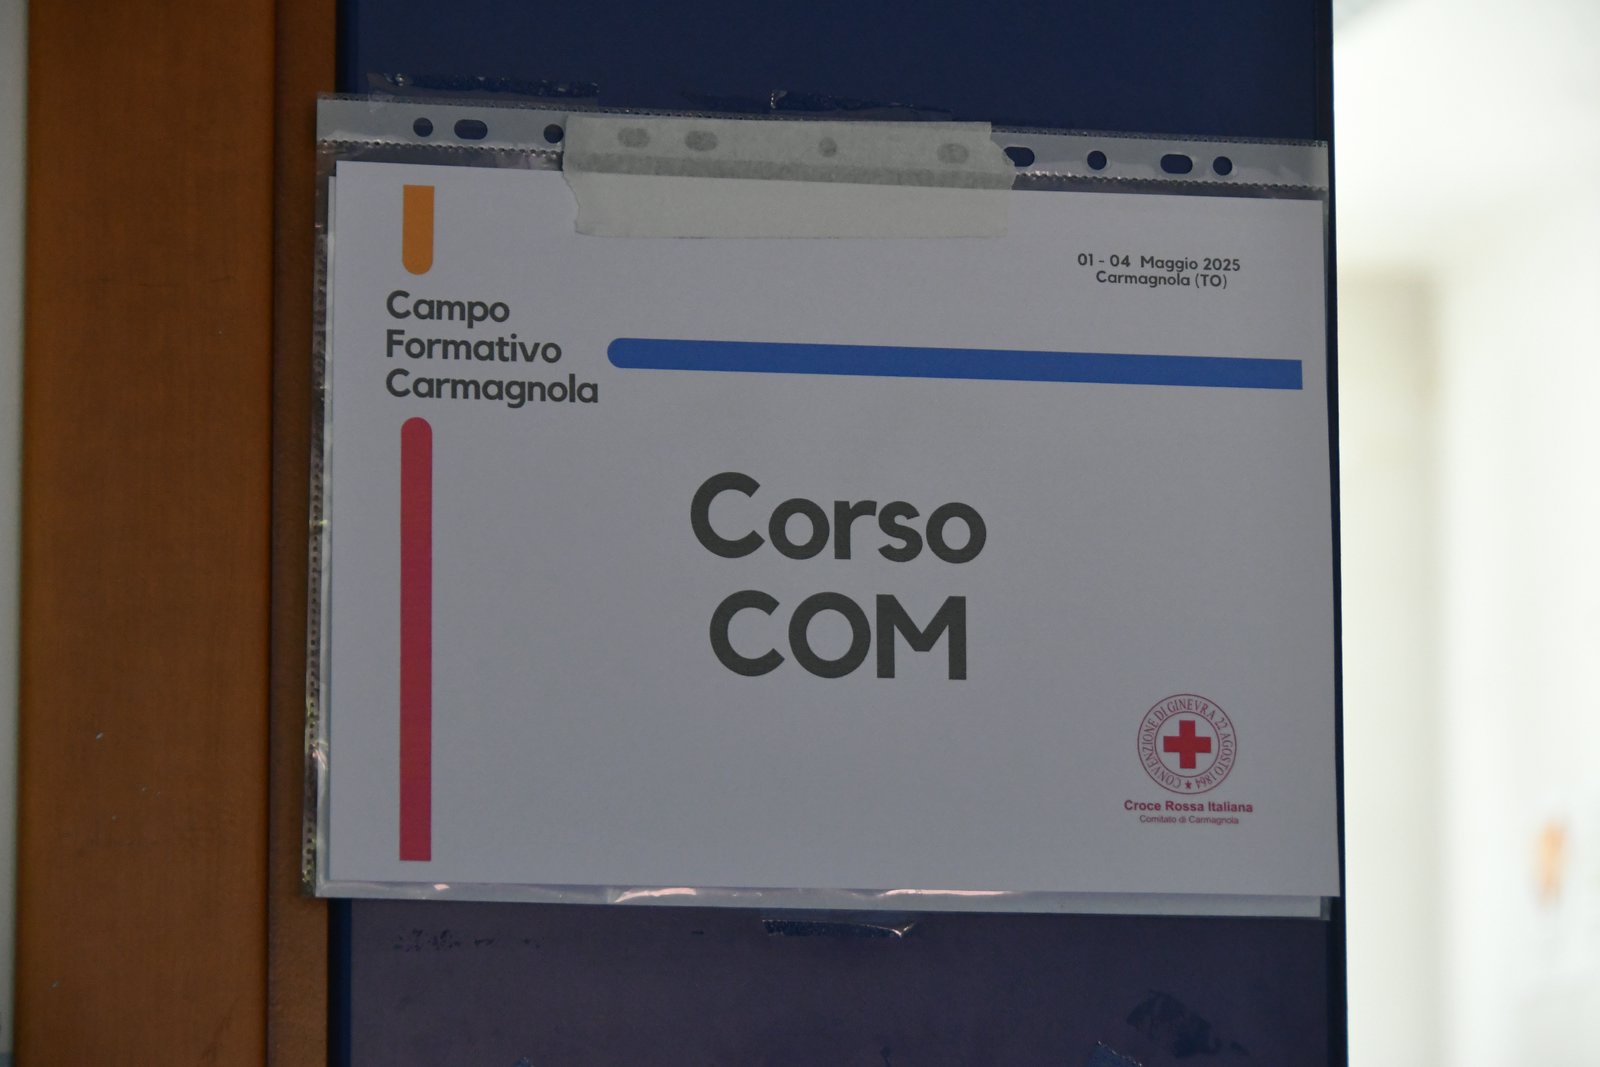 01 - 04 Maggio 2025
Carmagnola (TO)
Campo
Formativo
Carmagnola
Corso
COM
CONVENZIONE DI GINEVRA 22 AGOSTO 1864
Croce Rossa Italiana
Comitato di Carmagnola